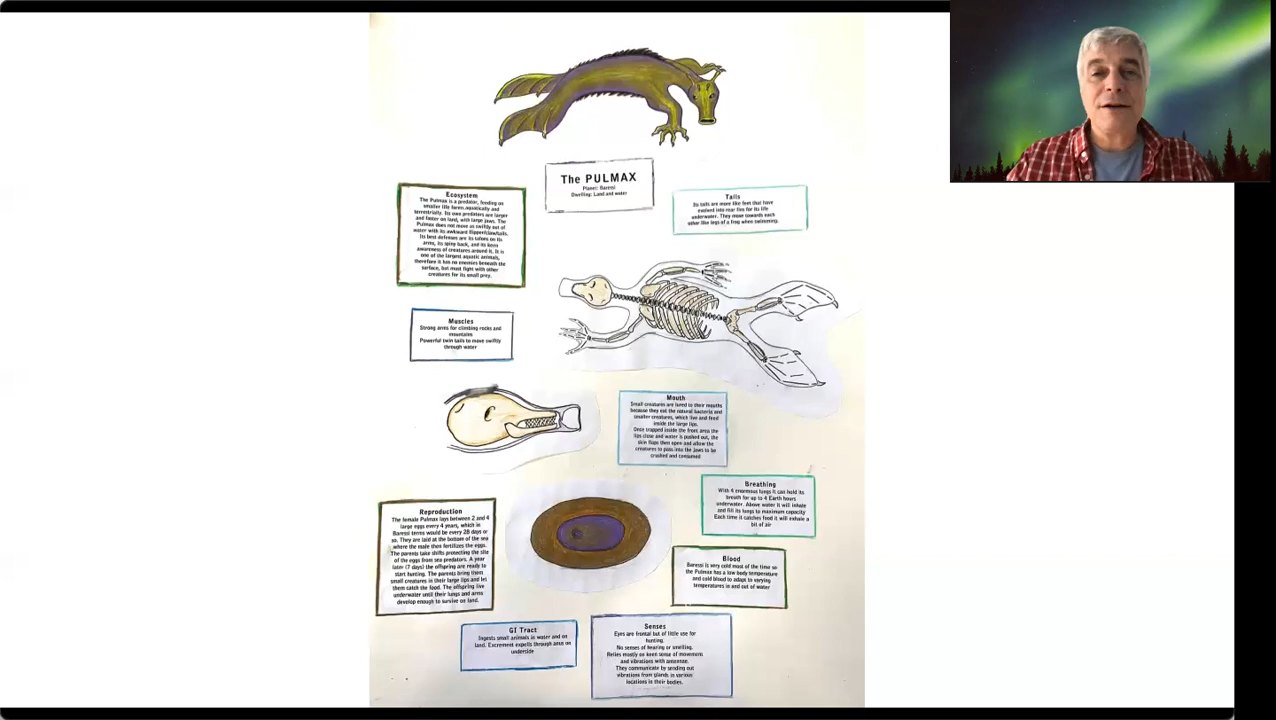 The PULMAX
Planet: Baressi
Dwelling: Land and water
Ecosystem
The Pulmax is a predator, feeding on
smaller life forms aquatically and
terrestrially. Its own predators are larger
and faster on land, with large jaws. The
Pulmax does not move as swiftly out of
water with its awkward flipper/claw/tails.
Its best defenses are its talons on its
arms, its spiny back, and its keen
awareness of creatures around it. It is
one of the largest aquatic animals,
therefore it has no enemies beneath the
surface, but must fight with other
creatures for its small prey.
Tails
Its tails are more like feet that have
evolved into rear fins for its life
underwater. They move towards each
other like legs of a frog when swimming.
Muscles
Strong arms for climbing rocks and
mountains
Powerful twin tails to move swiftly
through water
Mouth
Small creatures are lured to their mouths
because they eat the natural bacteria and
smaller creatures, which live and feed
inside the large lips.
Once trapped inside the front area the
lips close and water is pushed out, the
skin flaps then open and allow the
creatures to pass into the jaws to be
crushed and consumed
Breathing
With 4 enormous lungs it can hold its
breath for up to 4 Earth hours
underwater. Above water it will inhale
and fill its lungs to maximum capacity
Each time it catches food it will exhale a
bit of air
Reproduction
The female Pulmax lays between 2 and 4
large eggs every 4 years, which in
Baressi terms would be every 28 days or
so. They are laid at the bottom of the sea
where the male then fertilizes the eggs.
The parents take shifts protecting the site
of the eggs from sea predators. A year
later (7 days) the offspring are ready to
start hunting. The parents bring them
small creatures in their large lips and let
them catch the food. The offspring live
underwater until their lungs and arms
develop enough to survive on land.
Blood
Baressi is very cold most of the time so
the Pulmax has a low body temperature
and cold blood to adapt to varying
temperatures in and out of water
GI Tract
Ingests small animals in water and on
land. Excrement expells through anus on
underside
Senses
Eyes are frontal but of little use for
hunting.
No senses of hearing or smelling.
Relies mostly on keen sense of movement
and vibrations with antennae.
They communicate by sending out
vibrations from glands in various
locations in their bodies.